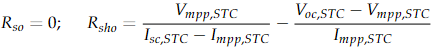 R_{so} = 0; R_{sho} = \frac{V_{mpp,STC}}{I_{sc,STC} - I_{mpp,STC}} - \frac{V_{oc,STC} - V_{mpp,STC}}{I_{mpp,STC}}